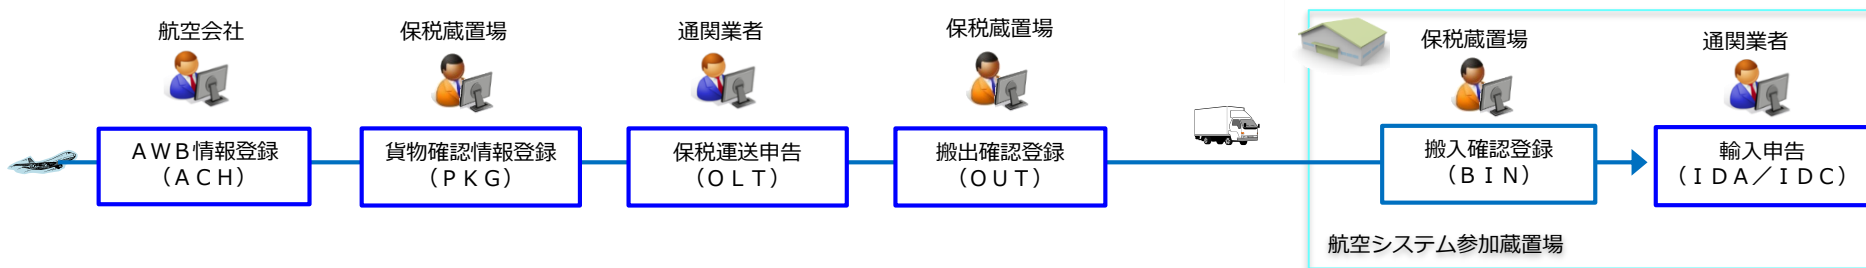 航空会社
ＡＷＢ情報登録
（ＡＣＨ）
保税蔵置場
貨物確認情報登録
（ＰＫＧ）
通関業者
保税運送申告
（ＯＬＴ）
保税蔵置場
搬出確認登録
（ＯＵＴ）
保税蔵置場
搬入確認登録
（ＢＩＮ）
通関業者
輸入申告
（ＩＤＡ／ＩＤＣ）
航空システム参加蔵置場